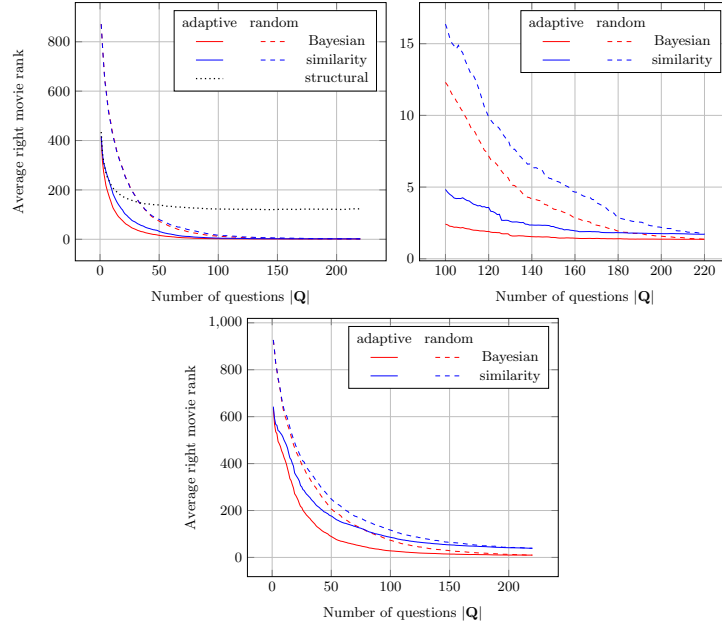 adaptive random
Bayesian
similarity
structural
800
600
400
200
0
0 50 100 150 200
Number of questions |Q|
Average right movie rank
adaptive random
Bayesian
similarity
15
10
5
0
100 120 140 160 180 200 220
Number of questions |Q|
adaptive random
Bayesian
similarity
1,000
800
600
400
200
0
0 50 100 150 200
Number of questions |Q|
Average right movie rank